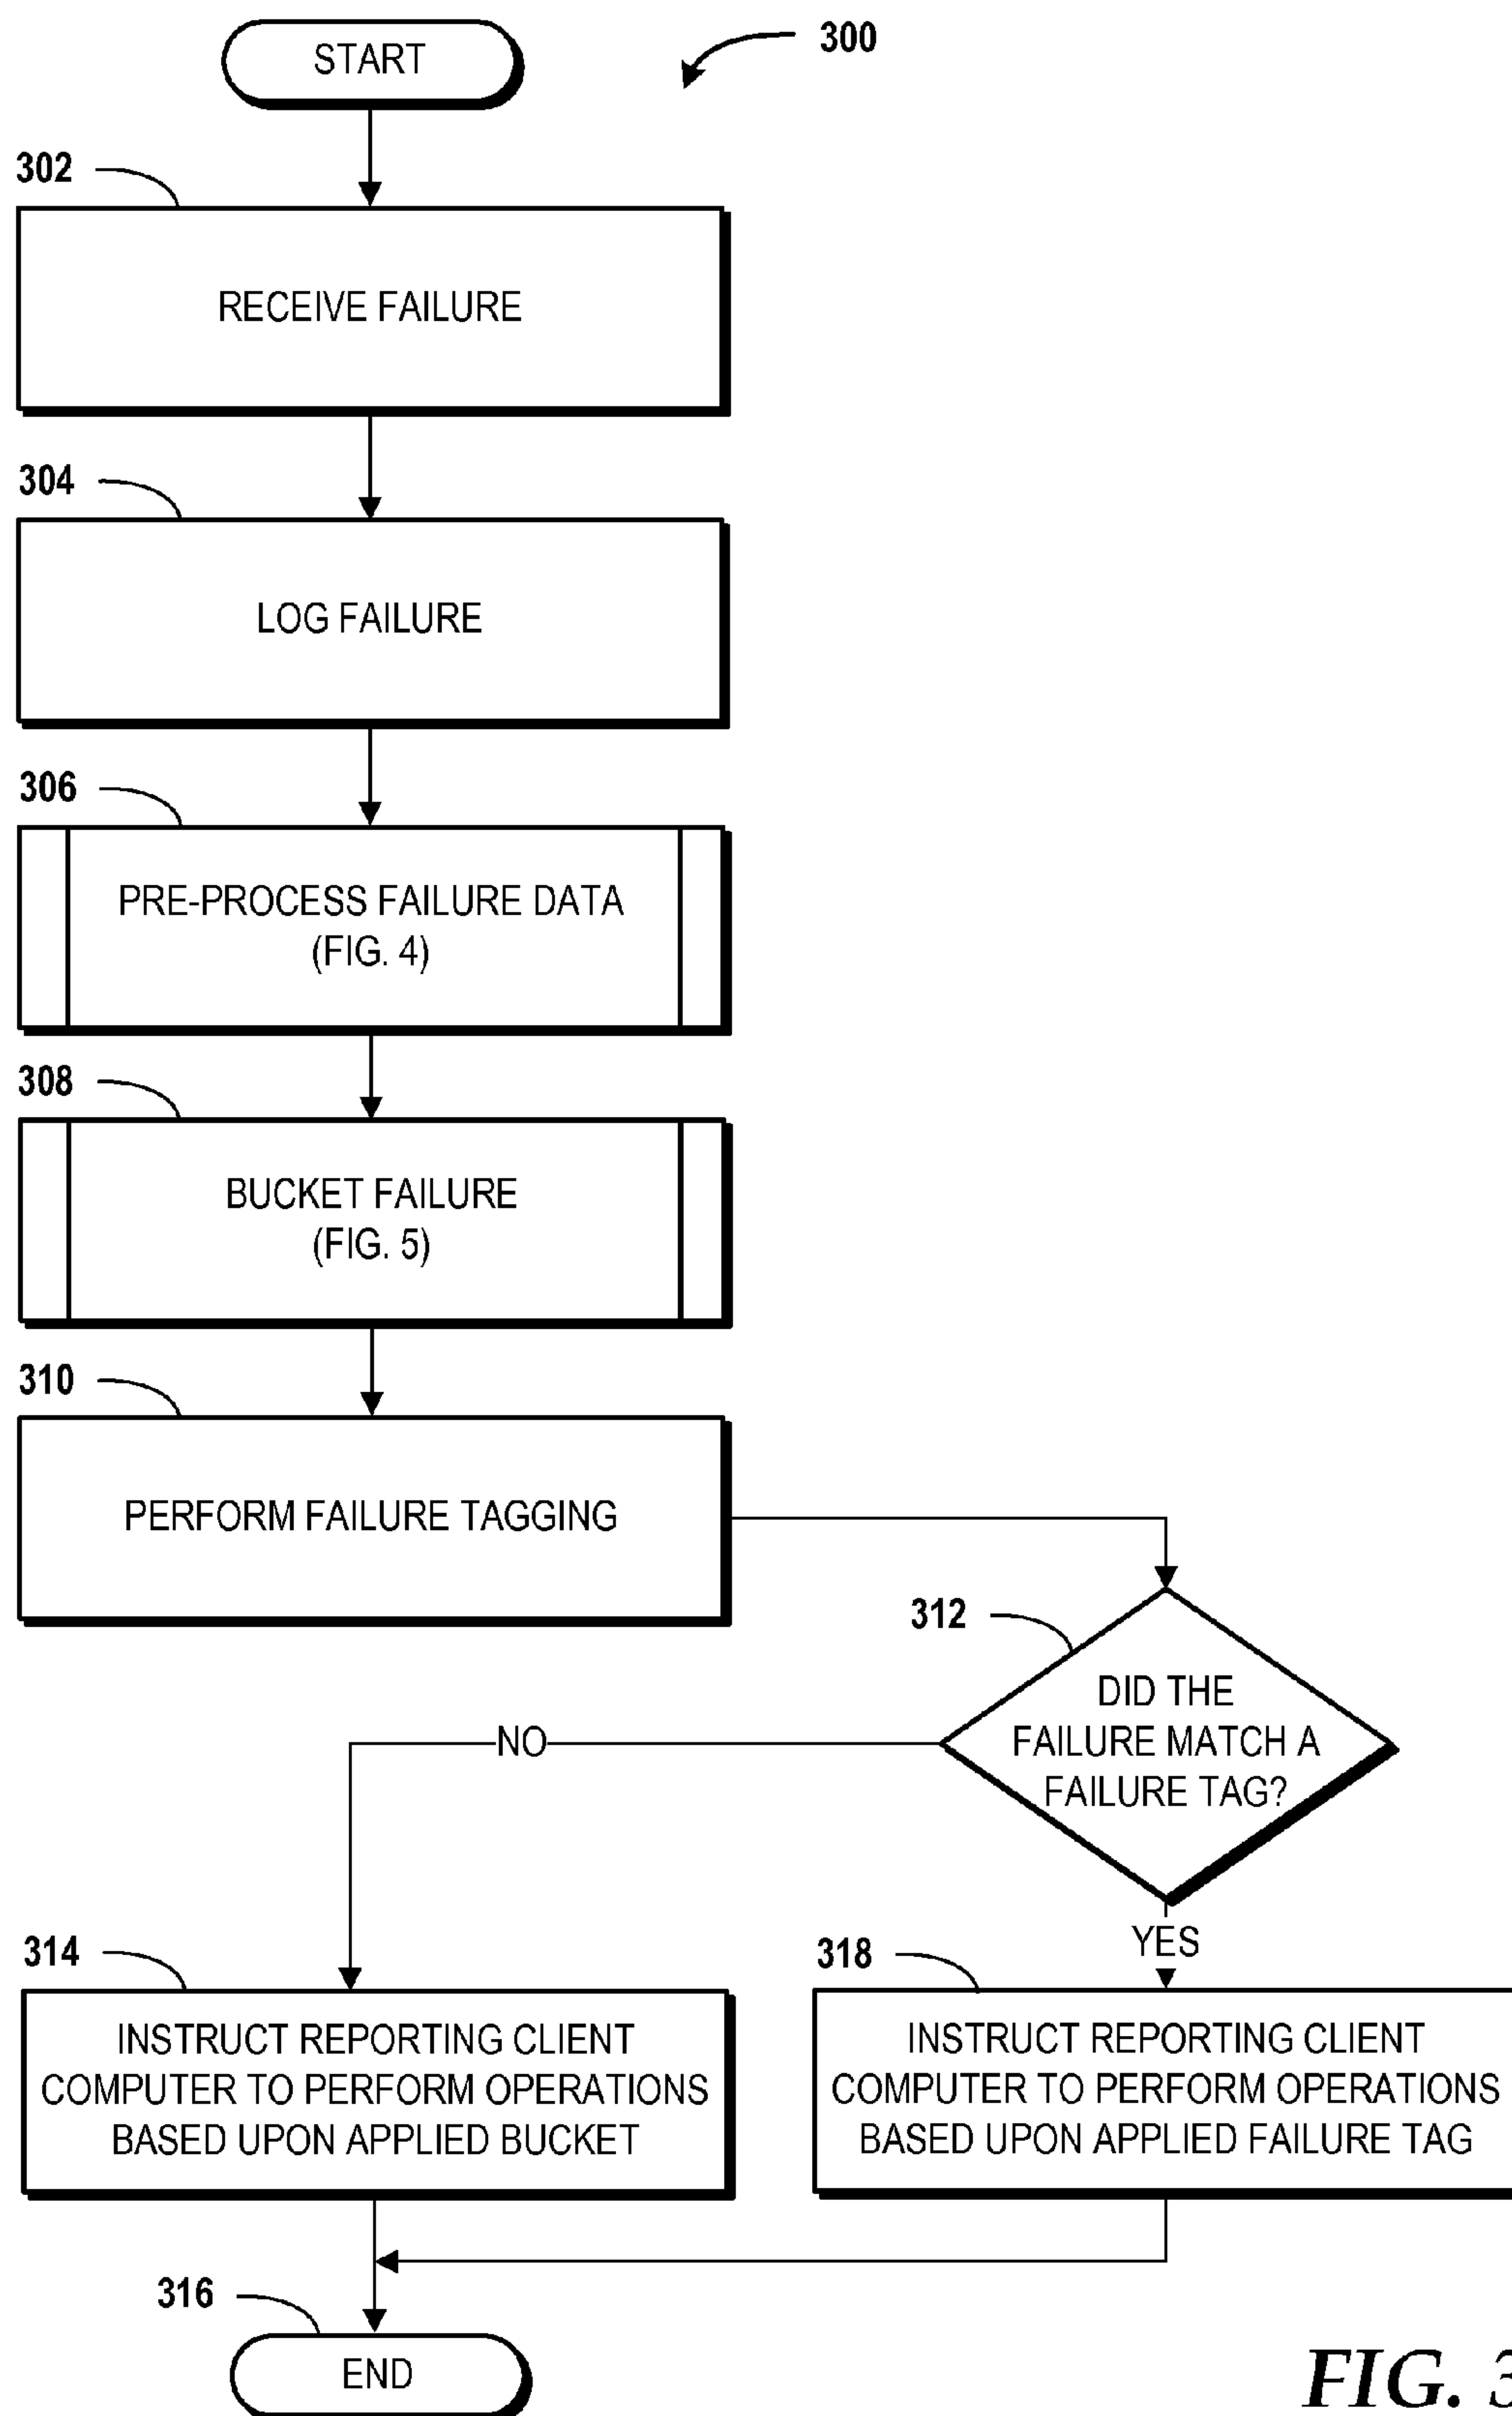 START
300
302
RECEIVE FAILURE
304
LOG FAILURE
306
PRE-PROCESS FAILURE DATA
(FIG. 4)
308
BUCKET FAILURE
(FIG. 5)
310
PERFORM FAILURE TAGGING
312
DID THE
FAILURE MATCH A
FAILURE TAG?
NO
YES
314
INSTRUCT REPORTING CLIENT
COMPUTER TO PERFORM OPERATIONS
BASED UPON APPLIED BUCKET
318
INSTRUCT REPORTING CLIENT
COMPUTER TO PERFORM OPERATIONS
BASED UPON APPLIED FAILURE TAG
316
END
FIG. 3